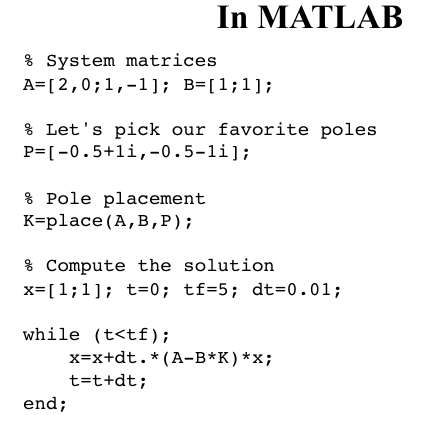 In MATLAB
% System matrices
A=[2,0;1,-1]; B=[1;1];
% Let's pick our favorite poles
P=[-0.5+1i,-0.5-1i];
% Pole placement
K=place(A,B,P);
% Compute the solution
x=[1;1]; t=0; tf=5; dt=0.01;
while (t<tf);
x=x+dt.*(A-B*K)*x;
t=t+dt;
end;